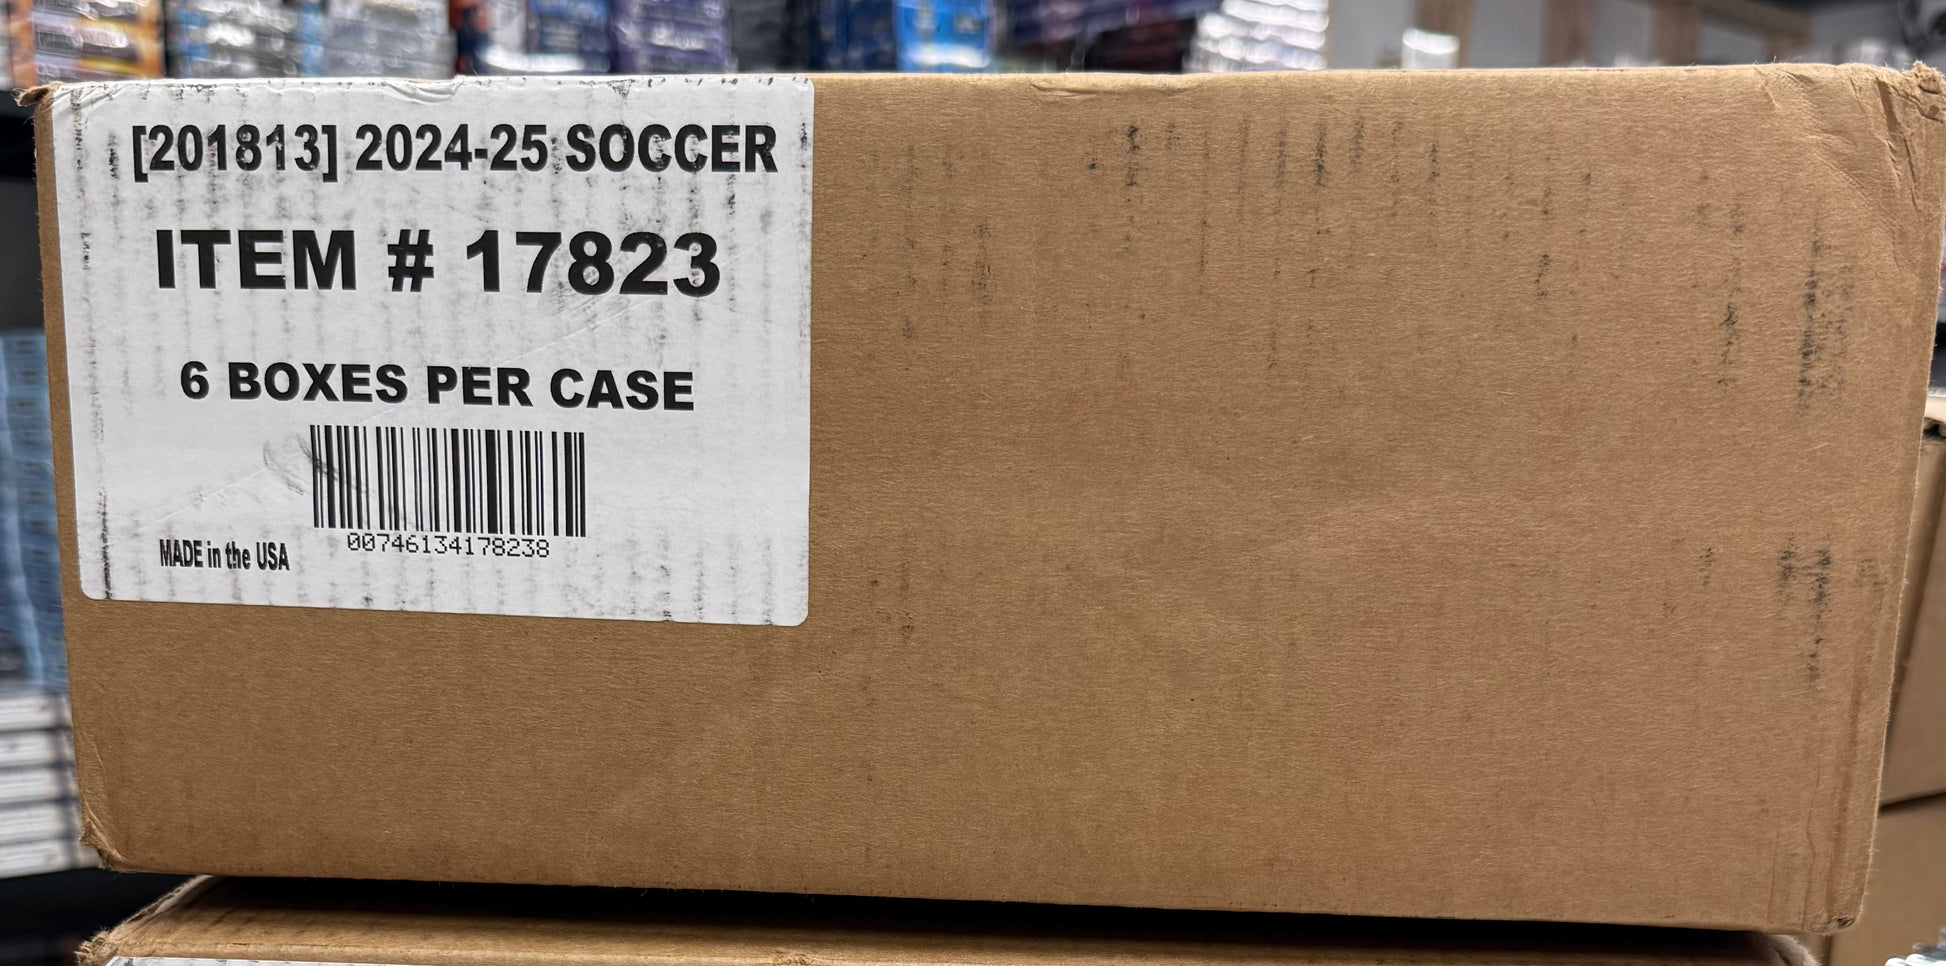 [201813] 2024-25 SOCCER
ITEM # 17823
6 BOXES PER CASE
00746134178238
MADE in the USA